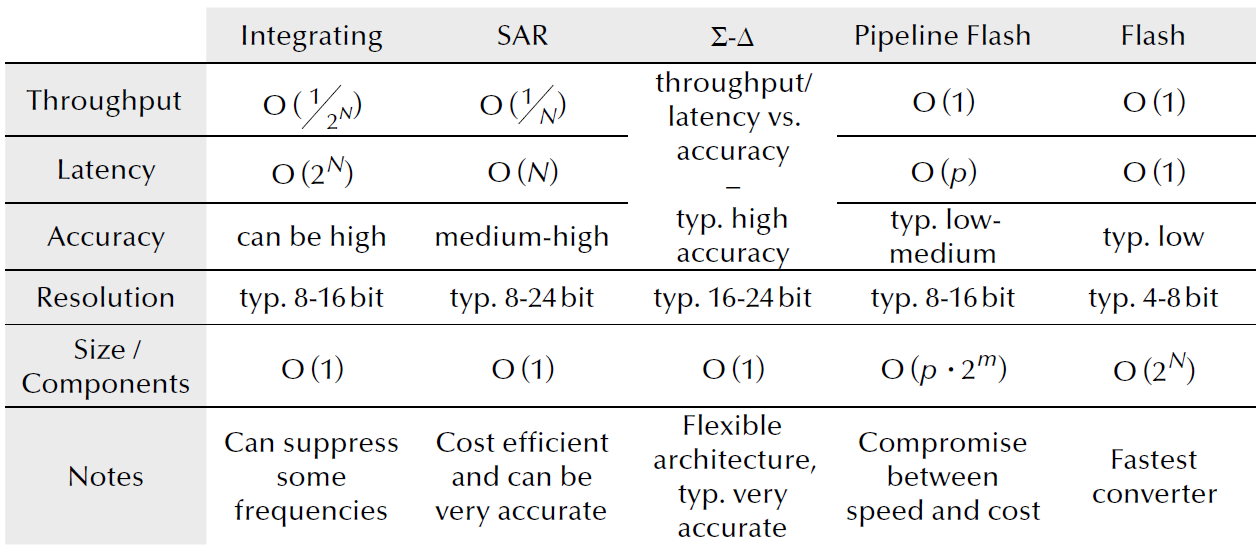 Integrating SAR Σ-Δ Pipeline Flash Flash
Throughput O(1/2^N) O(1/N) throughput/ latency vs. accuracy – typ. high accuracy O(1) O(1)
Latency O(2^N) O(N) O(p) O(1)
Accuracy can be high medium-high typ. low-medium typ. low
Resolution typ. 8-16 bit typ. 8-24 bit typ. 16-24 bit typ. 8-16 bit typ. 4-8 bit
Size / Components O(1) O(1) O(1) O(p · 2^m) O(2^N)
Notes Can suppress some frequencies Cost efficient and can be very accurate Flexible architecture, typ. very accurate Compromise between speed and cost Fastest converter